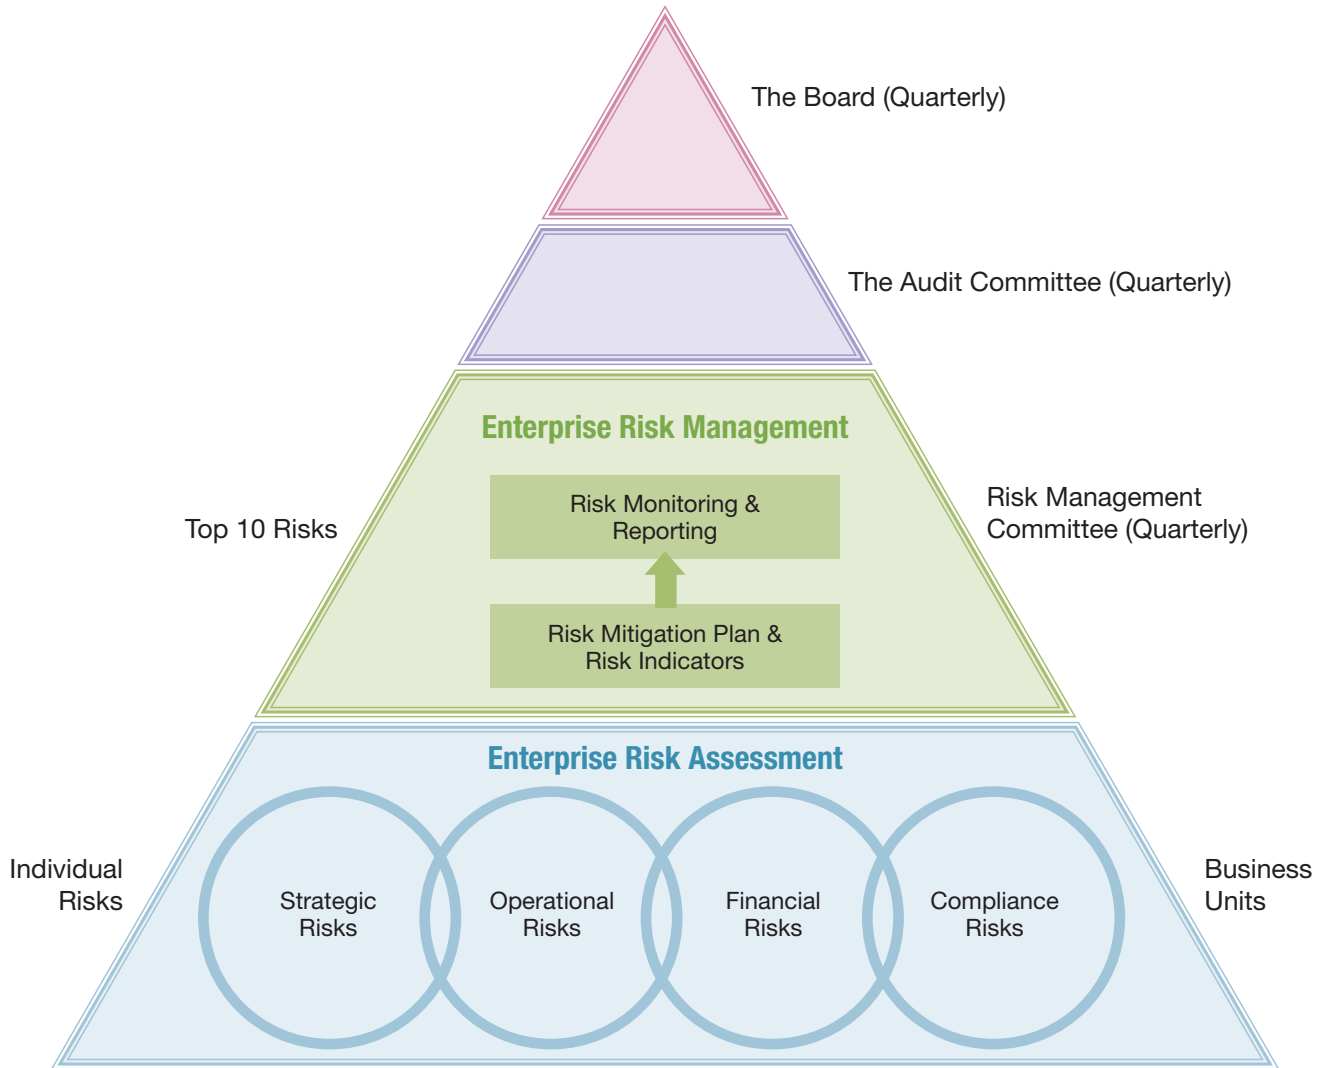 The Board (Quarterly)
The Audit Committee (Quarterly)
Enterprise Risk Management
Risk Monitoring &
Reporting
Top 10 Risks
Risk Management
Committee (Quarterly)
Risk Mitigation Plan &
Risk Indicators
Enterprise Risk Assessment
Individual
Risks
Strategic
Risks
Operational
Risks
Financial
Risks
Compliance
Risks
Business
Units